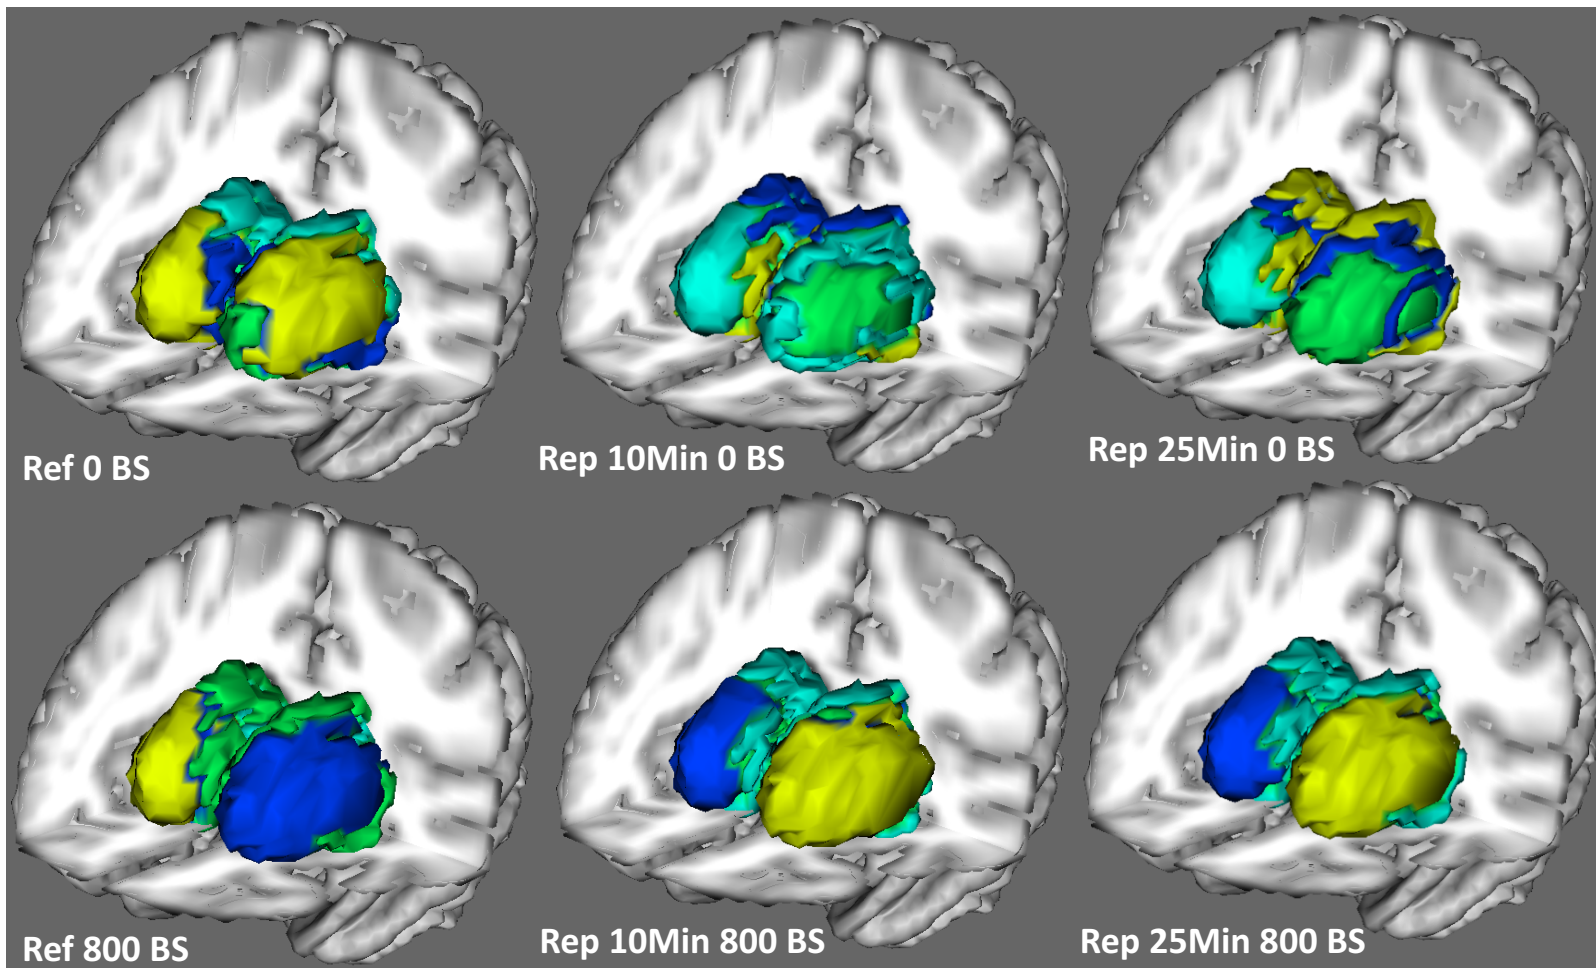 Ref 0 BS
Rep 10Min 0 BS
Rep 25Min 0 BS
Ref 800 BS
Rep 10Min 800 BS
Rep 25Min 800 BS